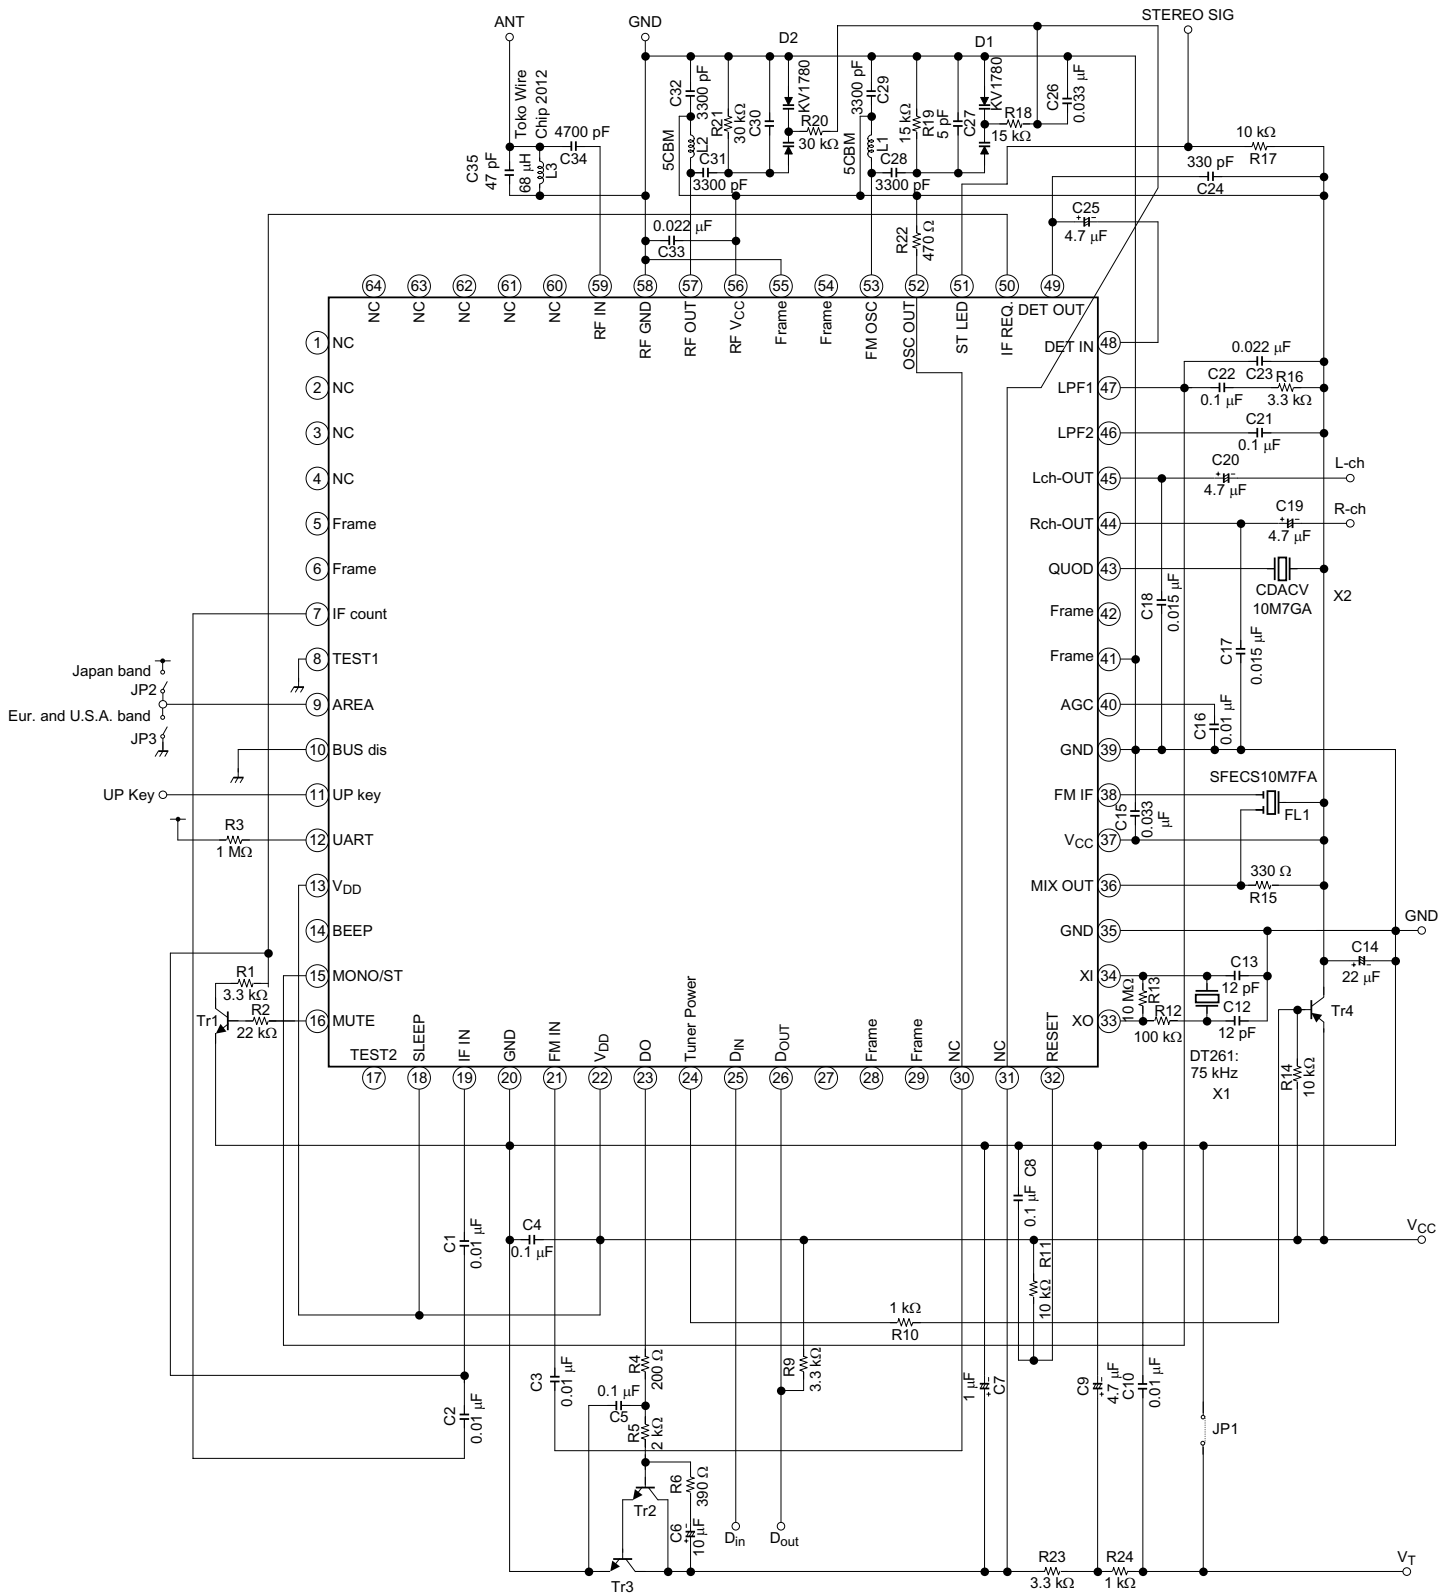 ANT
GND
STEREO SIG
D2
D1
Toko Wire
Chip 2012
4700 pF
C34
C35
47 pF
68 µH
L3
C32
3300 pF
5CBM
L2
C31
3300 pF
R21
30 kΩ
C30
KV1780
R20
30 kΩ
3300 pF
C29
5CBM
L1
C28
3300 pF
15 kΩ
R19
5 pF
C27
KV1780
R18
15 kΩ
C26
0.033 µF
10 kΩ
R17
330 pF
C24
C25
4.7 µF
0.022 µF
C33
R22
470 Ω
64
63
62
61
60
59
58
57
56
55
54
53
52
51
50
49
NC
NC
NC
NC
NC
RF IN
RF GND
RF OUT
RF VCC
Frame
Frame
FM OSC
OSC OUT
ST LED
IF REQ.
DET OUT
1 NC
2 NC
3 NC
4 NC
5 Frame
6 Frame
7 IF count
8 TEST1
9 AREA
10 BUS dis
11 UP key
12 UART
13 VDD
14 BEEP
15 MONO/ST
16 MUTE
Japan band
JP2
Eur. and U.S.A. band
JP3
UP Key
R3
1 MΩ
R1
3.3 kΩ
R2
22 kΩ
Tr1
DET IN 48
LPF1 47
LPF2 46
Lch-OUT 45
Rch-OUT 44
QUOD 43
Frame 42
Frame 41
AGC 40
GND 39
FM IF 38
VCC 37
MIX OUT 36
GND 35
XI 34
XO 33
0.022 µF
C23
C22
0.1 µF
R16
3.3 kΩ
C21
0.1 µF
C20
4.7 µF
L-ch
C19
4.7 µF
R-ch
CDACV
10M7GA
X2
C18
0.015 µF
C17
0.015 µF
C16
0.01 µF
SFECS10M7FA
FL1
C15
0.033
µF
330 Ω
R15
GND
C14
22 µF
C13
12 pF
10 MΩ
R13
R12
100 kΩ
C12
12 pF
DT261:
75 kHz
X1
Tr4
R14
10 kΩ
TEST2
SLEEP
IF IN
GND
FM IN
VDD
DO
Tuner Power
DIN
DOUT
Frame
Frame
NC
NC
RESET
17
18
19
20
21
22
23
24
25
26
27
28
29
30
31
32
C1
0.01 µF
C4
0.1 µF
C8
0.1 µF
R11
10 kΩ
VCC
1 kΩ
R10
R9
3.3 kΩ
C2
0.01 µF
C3
0.01 µF
R4
200 Ω
0.1 µF
C5
R5
2 kΩ
R6
390 Ω
Tr2
C6
10 µF
Din
Dout
Tr3
1 µF
C7
C9
4.7 µF
C10
0.01 µF
JP1
R23
3.3 kΩ
R24
1 kΩ
VT